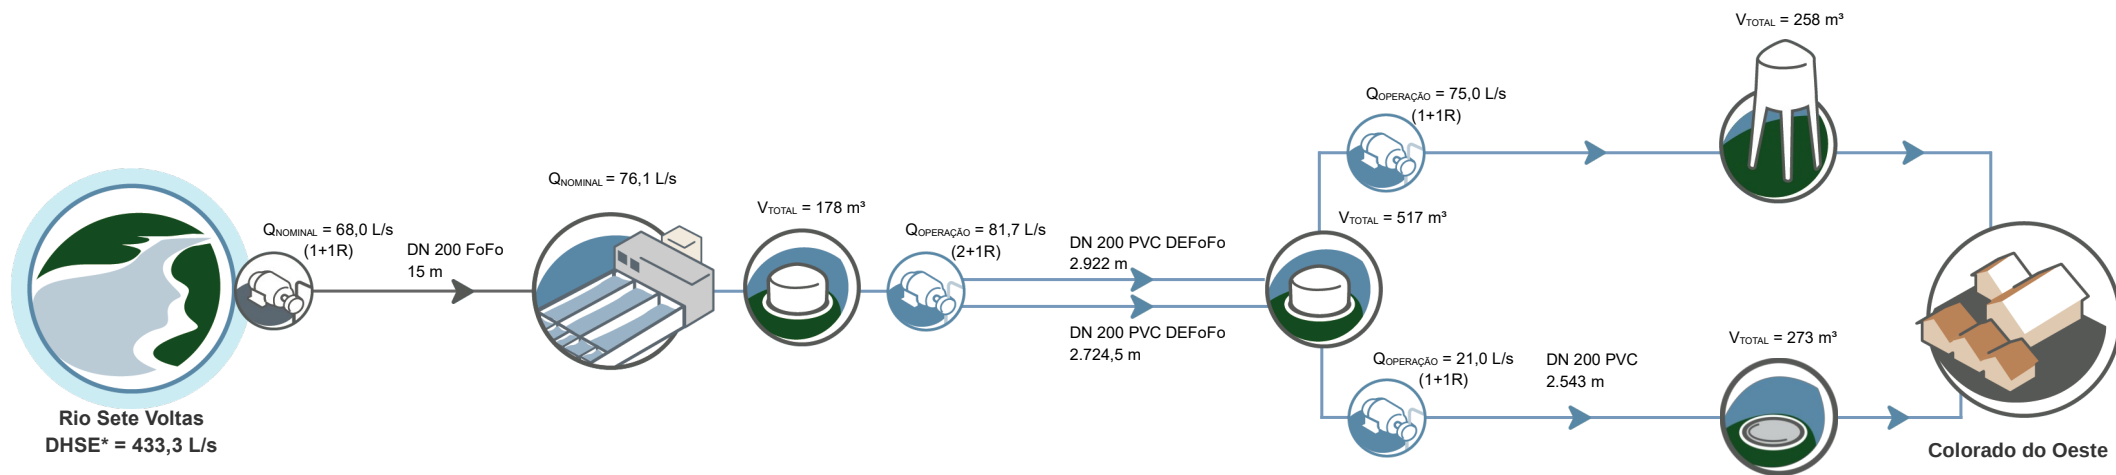 Rio Sete Voltas
DHSE* = 433,3 L/s
QNOMINAL = 68,0 L/s
(1+1R)
DN 200 FoFo
15 m
QNOMINAL = 76,1 L/s
VTOTAL = 178 m³
QOPERAÇÃO = 81,7 L/s
(2+1R)
DN 200 PVC DEFoFo
2.922 m
DN 200 PVC DEFoFo
2.724,5 m
VTOTAL = 517 m³
QOPERAÇÃO = 75,0 L/s
(1+1R)
VTOTAL = 258 m³
QOPERAÇÃO = 21,0 L/s
(1+1R)
DN 200 PVC
2.543 m
VTOTAL = 273 m³
Colorado do Oeste